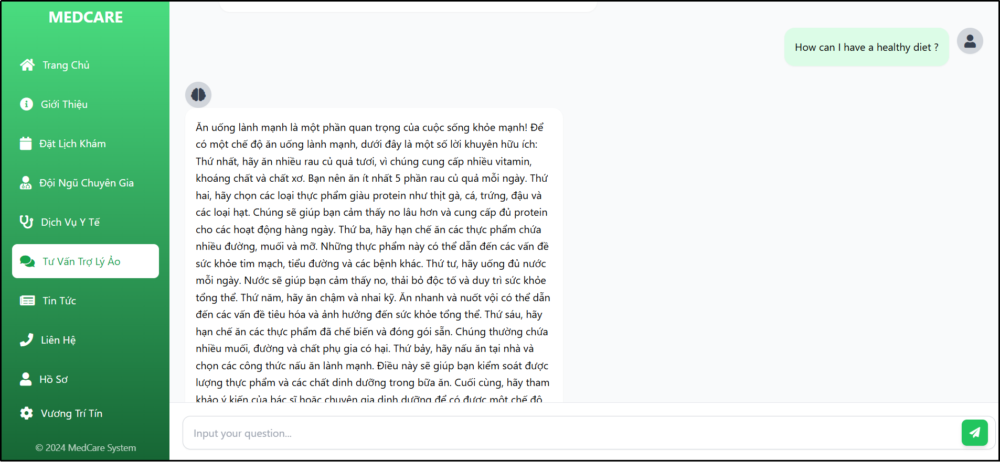 MEDCARE
Trang Chủ
Giới Thiệu
Đặt Lịch Khám
Đội Ngũ Chuyên Gia
Dịch Vụ Y Tế
Tư Vấn Trợ Lý Ảo
Tin Tức
Liên Hệ
Hồ Sơ
Vương Trí Tín
© 2024 MedCare System
How can I have a healthy diet ?
Ăn uống lành mạnh là một phần quan trọng của cuộc sống khỏe mạnh! Để
có một chế độ ăn uống lành mạnh, dưới đây là một số lời khuyên hữu ích:
Thứ nhất, hãy ăn nhiều rau củ quả tươi, vì chúng cung cấp nhiều vitamin,
khoáng chất và chất xơ. Bạn nên ăn ít nhất 5 phần rau củ quả mỗi ngày. Thứ
hai, hãy chọn các loại thực phẩm giàu protein như thịt gà, cá, trứng, đậu và
các loại hạt. Chúng sẽ giúp bạn cảm thấy no lâu hơn và cung cấp đủ protein
cho các hoạt động hàng ngày. Thứ ba, hãy hạn chế ăn các thực phẩm chứa
nhiều đường, muối và mỡ. Những thực phẩm này có thể dẫn đến các vấn đề
sức khỏe tim mạch, tiểu đường và các bệnh khác. Thứ tư, hãy uống đủ nước
mỗi ngày. Nước sẽ giúp bạn cảm thấy no, thải bỏ độc tố và duy trì sức khỏe
tổng thể. Thứ năm, hãy ăn chậm và nhai kỹ. Ăn nhanh và nuốt vội có thể dẫn
đến các vấn đề tiêu hóa và ảnh hưởng đến sức khỏe tổng thể. Thứ sáu, hãy
hạn chế ăn các thực phẩm đã chế biến và đóng gói sẵn. Chúng thường chứa
nhiều muối, đường và chất phụ gia có hại. Thứ bảy, hãy nấu ăn tại nhà và
chọn các công thức nấu ăn lành mạnh. Điều này sẽ giúp bạn kiểm soát được
lượng thực phẩm và các chất dinh dưỡng trong bữa ăn. Cuối cùng, hãy tham
khảo ý kiến của bác sĩ hoặc chuyên gia dinh dưỡng để có được một chế độ
Input your question...